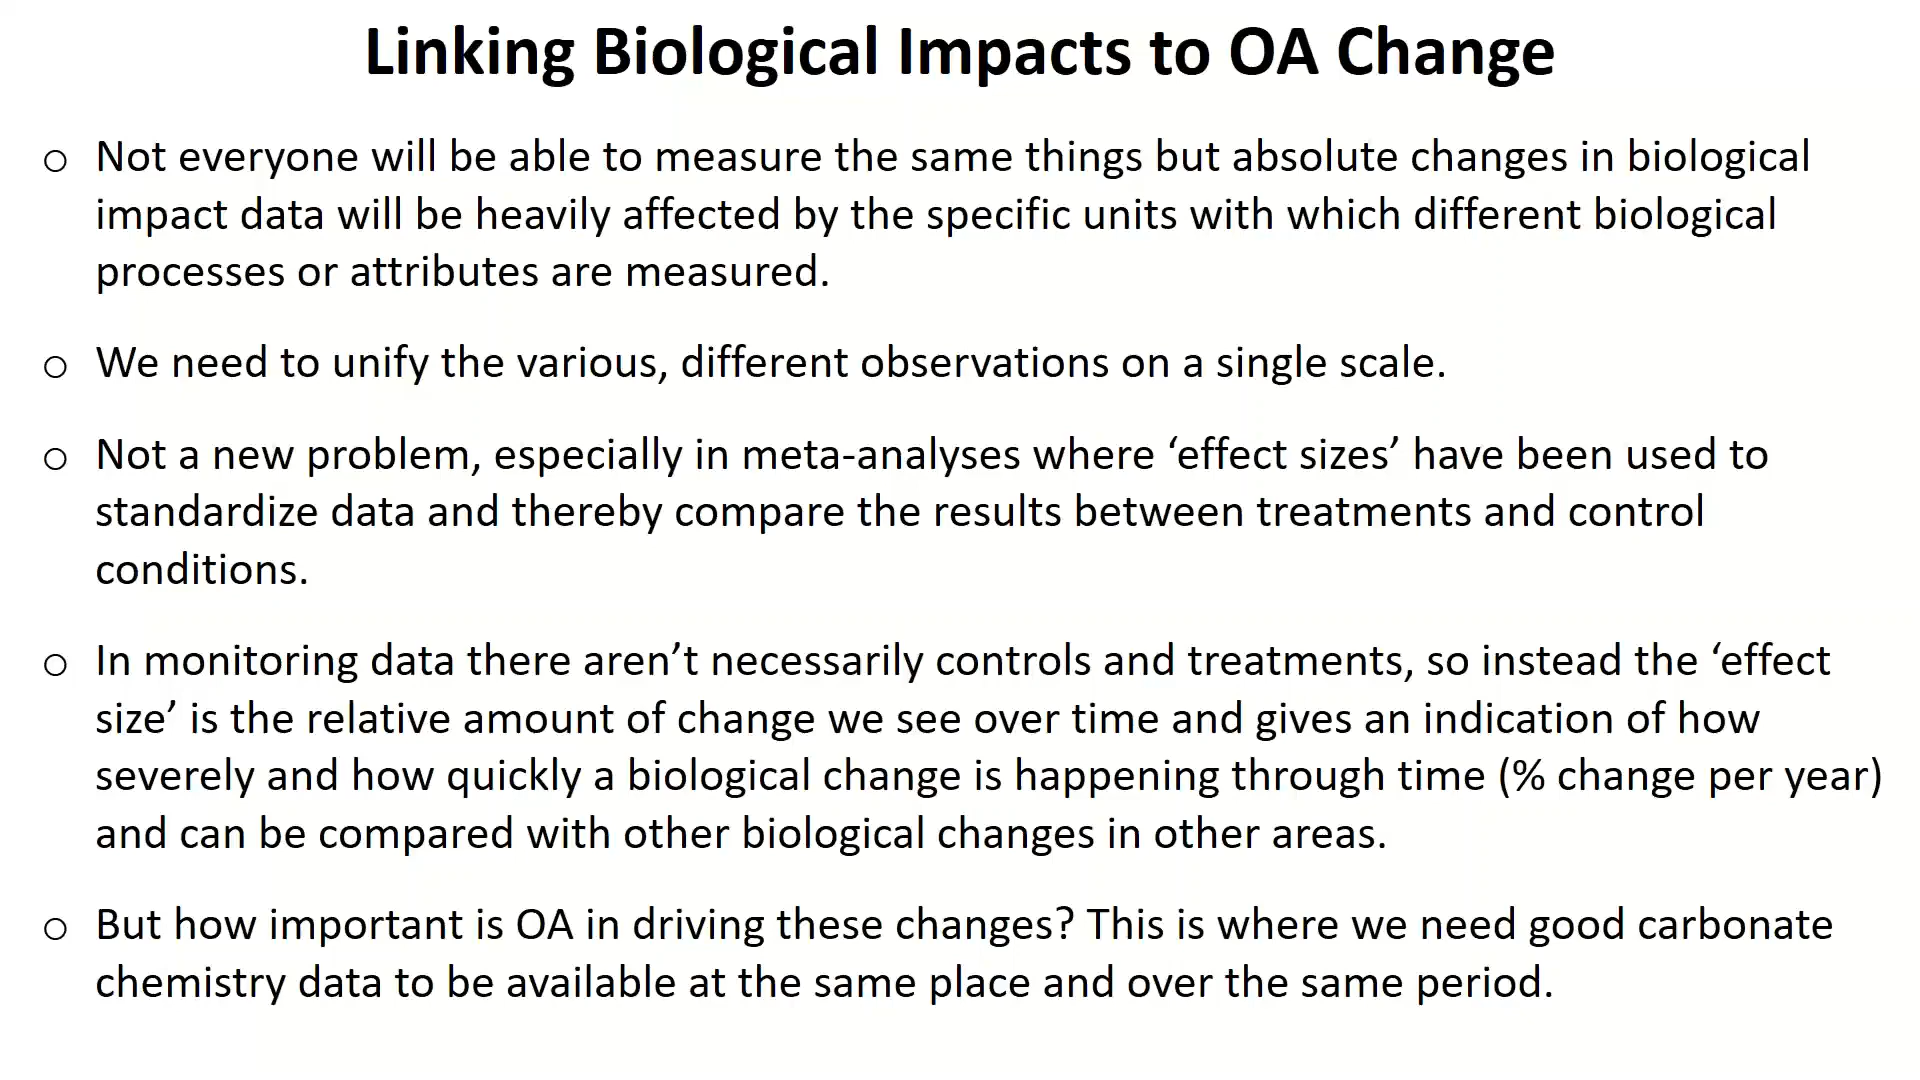 Linking Biological Impacts to OA Change
o Not everyone will be able to measure the same things but absolute changes in biological
impact data will be heavily affected by the specific units with which different biological
processes or attributes are measured.
o We need to unify the various, different observations on a single scale.
o Not a new problem, especially in meta-analyses where ‘effect sizes’ have been used to
standardize data and thereby compare the results between treatments and control
conditions.
o In monitoring data there aren’t necessarily controls and treatments, so instead the ‘effect
size’ is the relative amount of change we see over time and gives an indication of how
severely and how quickly a biological change is happening through time (% change per year)
and can be compared with other biological changes in other areas.
o But how important is OA in driving these changes? This is where we need good carbonate
chemistry data to be available at the same place and over the same period.